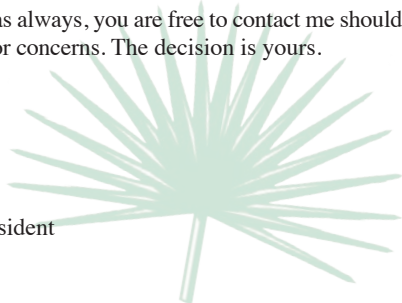 as always, you are free to contact me should
or concerns. The decision is yours.
sident